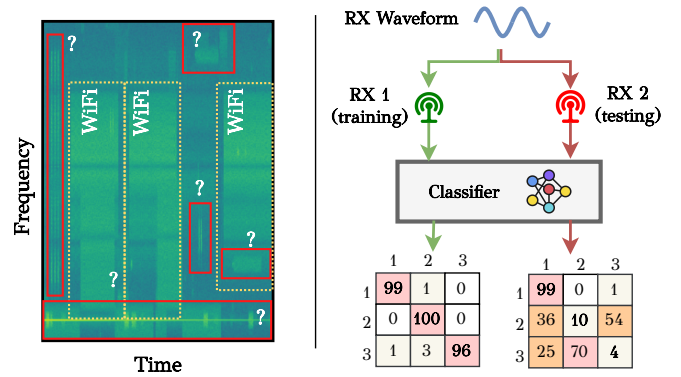 ?
?
WiFi
WiFi
WiFi
?
?
?
?
Frequency
Time
RX Waveform
RX 1
(training)
RX 2
(testing)
Classifier
1 2 3
1 99 1 0
2 0 100 0
3 1 3 96
1 2 3
1 99 0 1
2 36 10 54
3 25 70 4